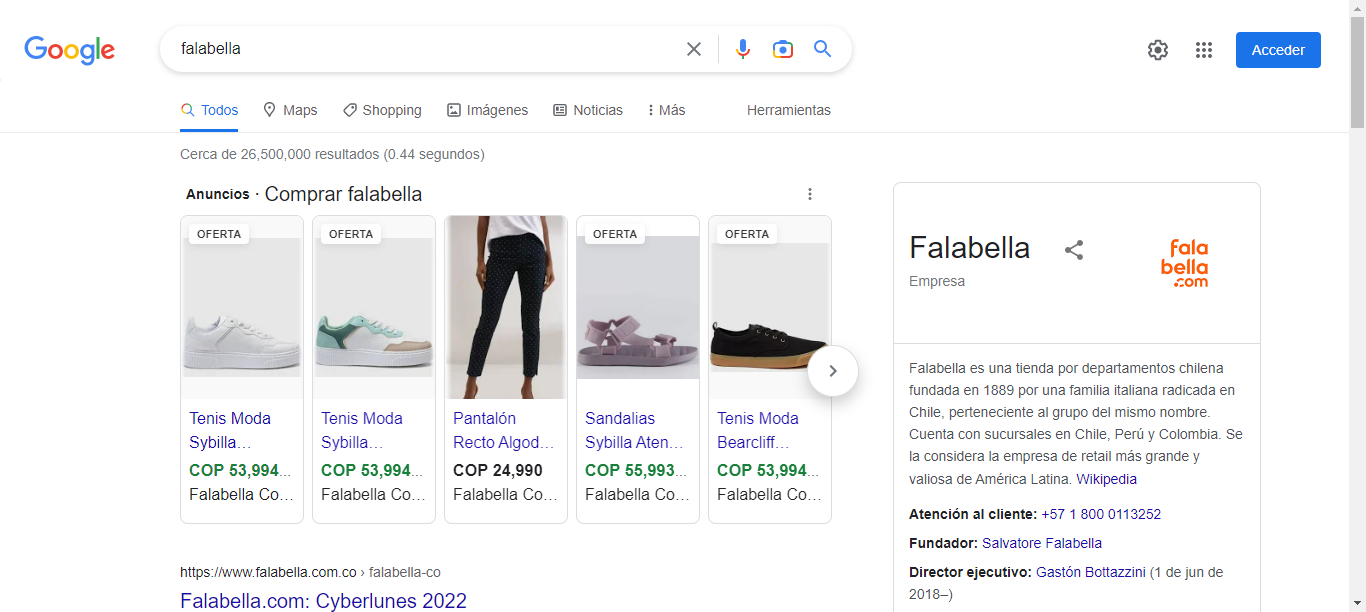 Google
falabella
Acceder
Todos
Maps
Shopping
Imágenes
Noticias
Más
Herramientas
Cerca de 26,500,000 resultados (0.44 segundos)
Anuncios · Comprar falabella
OFERTA
Tenis Moda
Sybilla…
COP 53,994...
Falabella Co…
OFERTA
Tenis Moda
Sybilla…
COP 53,994...
Falabella Co…
Pantalón
Recto Algod…
COP 24,990
Falabella Co…
OFERTA
Sandalias
Sybilla Aten…
COP 55,993...
Falabella Co…
OFERTA
Tenis Moda
Bearcliff…
COP 53,994...
Falabella Co…
https://www.falabella.com.co › falabella-co
Falabella.com: Cyberlunes 2022
Falabella
Empresa
fala
bella
.com
Falabella es una tienda por departamentos chilena
fundada en 1889 por una familia italiana radicada en
Chile, perteneciente al grupo del mismo nombre.
Cuenta con sucursales en Chile, Perú y Colombia. Se
la considera la empresa de retail más grande y
valiosa de América Latina. Wikipedia
Atención al cliente: +57 1 800 0113252
Fundador: Salvatore Falabella
Director ejecutivo: Gastón Bottazzini (1 de jun de
2018–)